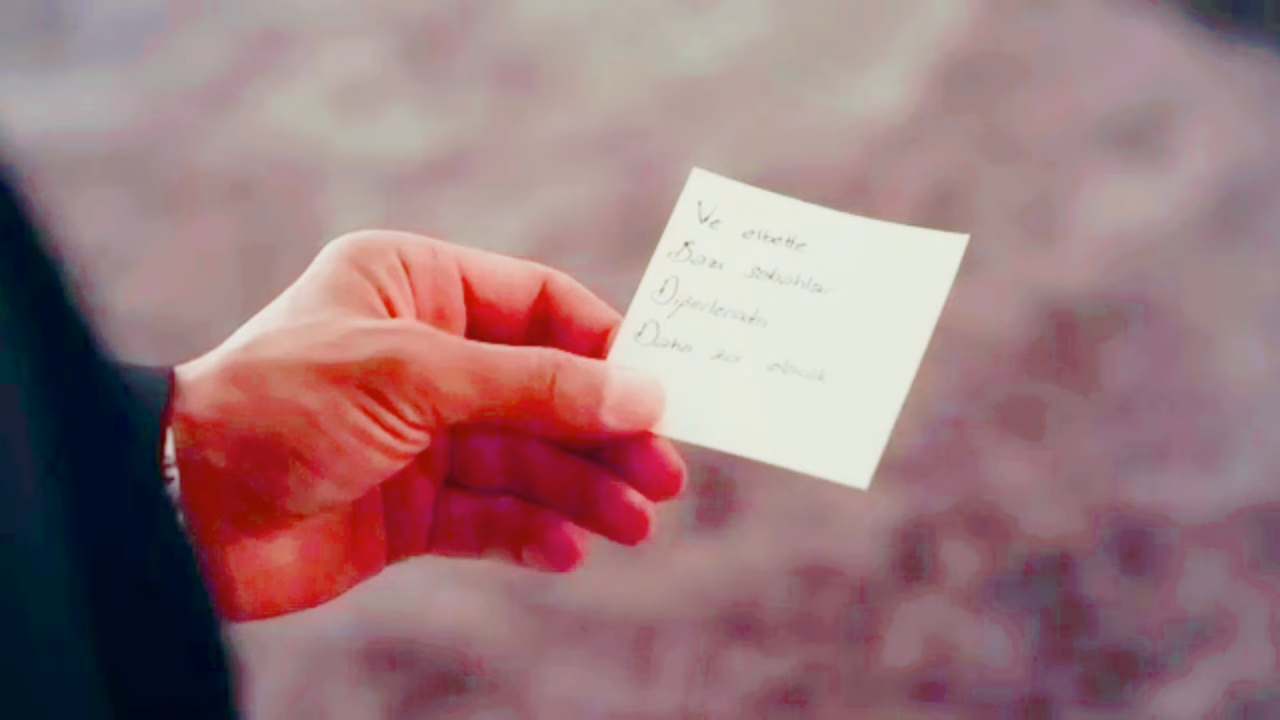 Ve elbette
Bazı sabahlar
Diğerlerinden
Daha zor olacak